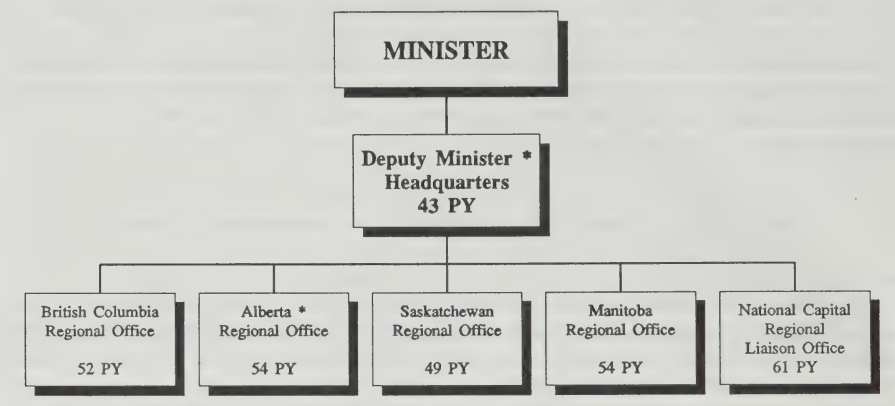 MINISTER
Deputy Minister *
Headquarters
43 PY
British Columbia
Regional Office
52 PY
Alberta *
Regional Office
54 PY
Saskatchewan
Regional Office
49 PY
Manitoba
Regional Office
54 PY
National Capital
Regional
Liaison Office
61 PY